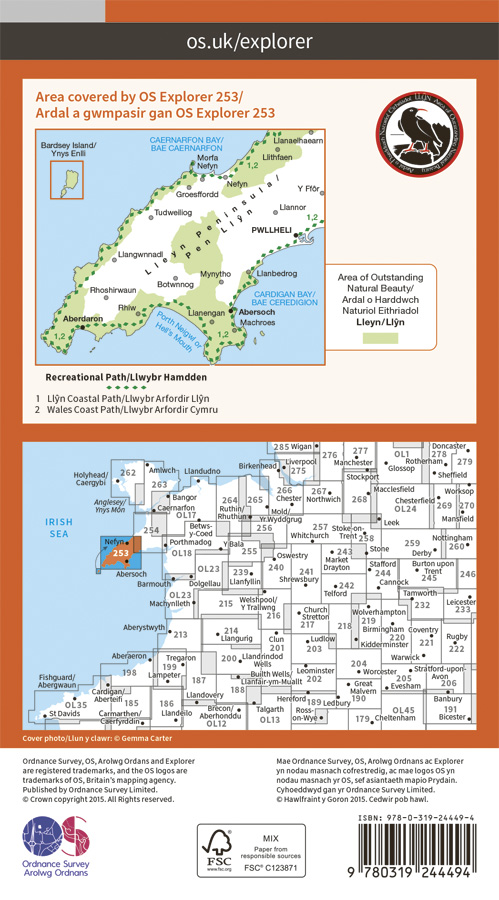 os.uk/explorer
Area covered by OS Explorer 253/
Ardal a gwmpasir gan OS Explorer 253
Bardsey Island/
Ynys Enlli
CAERNARFON BAY/
BAE CAERNARFON
Llanaelhaearn
Morfa
Nefyn
1,2
Llithfaen
Nefyn
Groesffordd
Y Ffôr
Tudweiliog
Llannor
1,2
Lleyn Peninsula/
Pen Llŷn
PWLLHELI
Llangwnnadl
Llanbedrog
Mynytho
Botwnnog
Rhoshirwaun
CARDIGAN BAY/
BAE CEREDIGION
Rhiw
Llanengan
Abersoch
Aberdaron
Machroes
Porth Neigwl or
Hell's Mouth
1,2
1,2
Area of Outstanding
Natural Beauty/
Ardal o Harddwch
Naturiol Eithriadol
Lleyn/Llŷn
Recreational Path/Llwybr Hamdden
1 Llŷn Coastal Path/Llwybr Arfordir Llŷn
2 Wales Coast Path/Llwybr Arfordir Cymru
285 Wigan
276
277
Manchester
OL1
Doncaster
278
Rotherham
279
Glossop
Sheffield
Holyhead/
Caergybi
262
Amlwch
263
Llandudno
Birkenhead
Liverpool
275
Stockport
Anglesey/
Ynys Môn
Bangor
264
265
266
Chester
267
Northwich
268
Macclesfield
OL24
Chesterfield
269
Worksop
270
Mansfield
Caernarfon
OL17
Ruthin/
Rhuthun
Mold/
Yr Wyddgrug
IRISH
SEA
254
Betws-
y-Coed
256
257
Whitchurch
Stoke-on-
Trent
258
Leek
Nefyn
253
Porthmadog
OL18
Y Bala
255
Oswestry
243
Market
Drayton
Stone
259
Derby
Nottingham
260
Abersoch
Barmouth
OL23
Dolgellau
239
Llanfyllin
240
241
Shrewsbury
242
Telford
Stafford
244
Cannock
Burton upon
Trent
245
246
OL23
Machynlleth
215
Welshpool/
Y Trallwng
216
Church
Stretton
217
218
Wolverhampton
219
Birmingham
220
Tamworth
232
Leicester
233
Aberystwyth
213
214
Llangurig
Clun
201
Ludlow
203
Kidderminster
Coventry
221
Rugby
222
Aberaeron
Tregaron
199
Lampeter
200
Llandrindod
Wells
202
Leominster
204
Worcester
Warwick
Stratford-upon-
Avon
206
198
187
Builth Wells/
Llanfair-ym-Muallt
Great
Malvern
205
Evesham
Fishguard/
Abergwaun
OL35
St Davids
Cardigan/
Aberteifi
185
Carmarthen/
Caerfyrddin
186
Llandeilo
Llandovery
188
Brecon/
Aberhonddu
OL12
Talgarth
OL13
Hereford
189
Ross-
on-Wye
Ledbury
190
179
Cheltenham
OL45
Banbury
191
Bicester
Cover photo/Llun y clawr: © Gemma Carter
Ordnance Survey, OS, Arolwg Ordans and Explorer
are registered trademarks, and the OS logos are
trademarks of OS, Britain's mapping agency.
Published by Ordnance Survey Limited.
© Crown copyright 2015. All Rights reserved.
Mae Ordnance Survey, OS, Arolwg Ordnans ac Explorer
yn nodau masnach cofrestredig, ac mae logos OS yn
nodau masnach yr OS, sef asiantaeth mapio Prydain.
Cyhoeddwyd gan yr Ordnance Survey Limited.
© Hawlfraint y Goron 2015. Cedwir pob hawl.
Ordnance Survey
Arolwg Ordnans
FSC
www.fsc.org
MIX
Paper from
responsible sources
FSC® C123871
ISBN: 978-0-319-24449-4
9 780319 244494